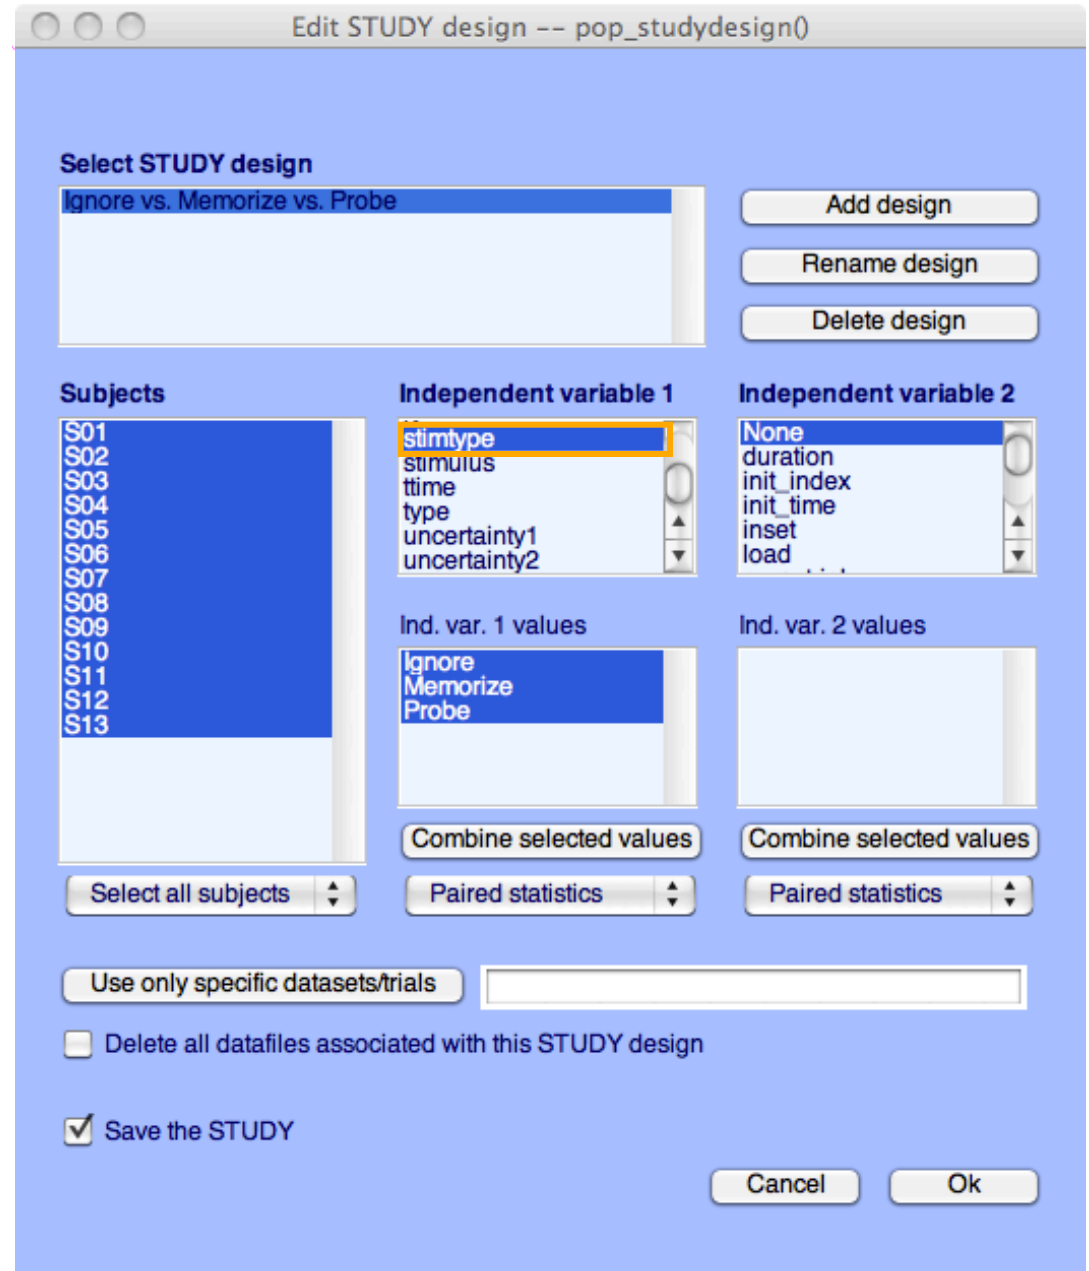 Edit STUDY design -- pop_studydesign()
Select STUDY design
Ignore vs. Memorize vs. Probe
Add design
Rename design
Delete design
Subjects
S01
S02
S03
S04
S05
S06
S07
S08
S09
S10
S11
S12
S13
Select all subjects
Independent variable 1
stimtype
stimulus
ttime
type
uncertainty1
uncertainty2
Ind. var. 1 values
Ignore
Memorize
Probe
Combine selected values
Paired statistics
Independent variable 2
None
duration
init_index
init_time
inset
load
Ind. var. 2 values
Combine selected values
Paired statistics
Use only specific datasets/trials
Delete all datafiles associated with this STUDY design
Save the STUDY
Cancel
Ok